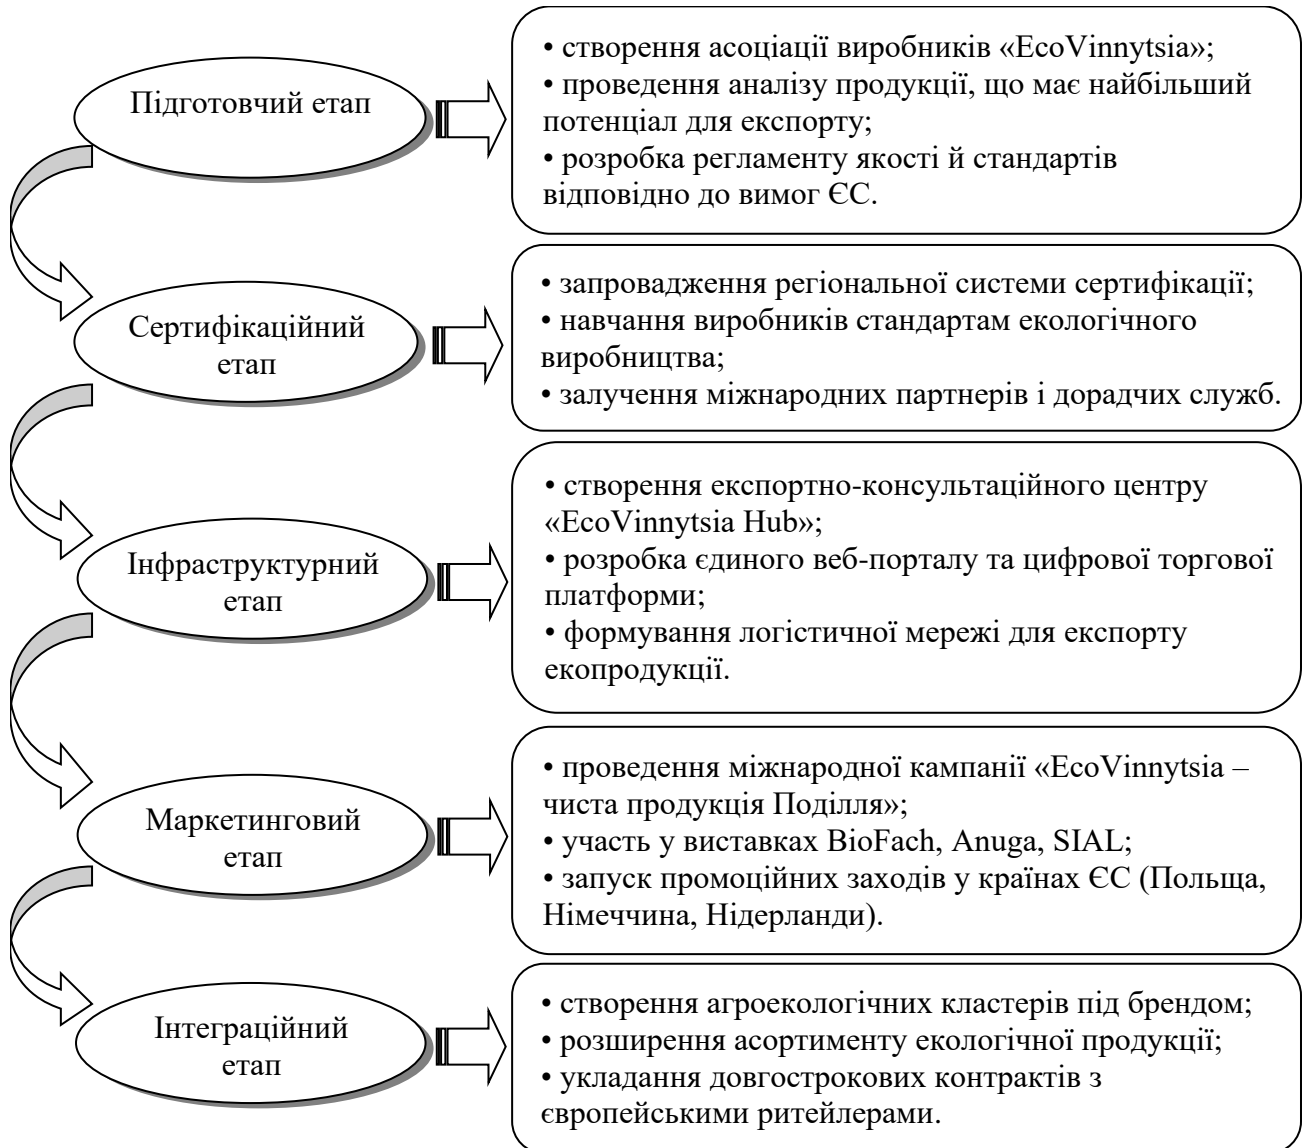 Підготовчий етап
• створення асоціації виробників «EcoVinnytsia»;
• проведення аналізу продукції, що має найбільший
потенціал для експорту;
• розробка регламенту якості й стандартів
відповідно до вимог ЄС.
Сертифікаційний
етап
• запровадження регіональної системи сертифікації;
• навчання виробників стандартам екологічного
виробництва;
• залучення міжнародних партнерів і дорадчих служб.
Інфраструктурний
етап
• створення експортно-консультаційного центру
«EcoVinnytsia Hub»;
• розробка єдиного веб-порталу та цифрової торгової
платформи;
• формування логістичної мережі для експорту
екопродукції.
Маркетинговий
етап
• проведення міжнародної кампанії «EcoVinnytsia –
чиста продукція Поділля»;
• участь у виставках BioFach, Anuga, SIAL;
• запуск промоційних заходів у країнах ЄС (Польща,
Німеччина, Нідерланди).
Інтеграційний
етап
• створення агроекологічних кластерів під брендом;
• розширення асортименту екологічної продукції;
• укладання довгострокових контрактів з
європейськими ритейлерами.